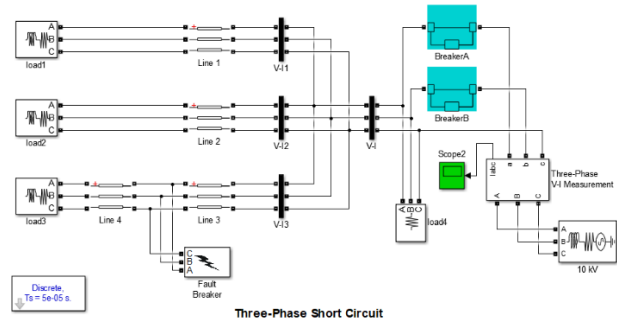 A
B
C
load1
Line 1
V-I1
BreakerA
A
B
C
load2
Line 2
V-I2
V-I
BreakerB
Scope2
Iabc
a
b
c
A
B
C
Three-Phase
V-I Measurement
A
B
C
load3
Line 4
Line 3
V-I3
A
B
C
load4
A
B
C
10 kV
C
B
A
Fault
Breaker
Discrete,
Ts = 5e-05 s.
Three-Phase Short Circuit